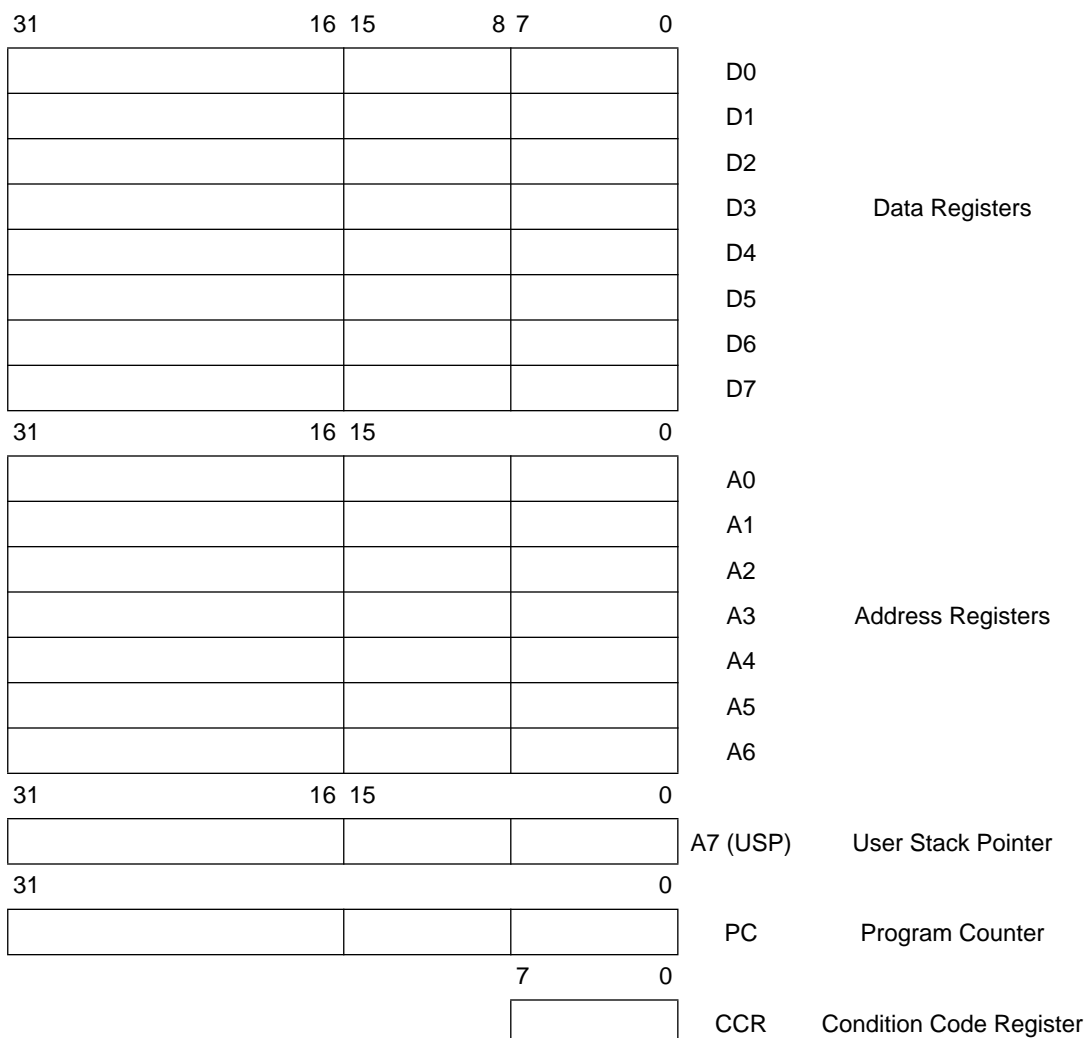 31 16 15 8 7 0
D0
D1
D2
D3 Data Registers
D4
D5
D6
D7
31 16 15 0
A0
A1
A2
A3 Address Registers
A4
A5
A6
31 16 15 0
A7 (USP) User Stack Pointer
31 0
PC Program Counter
7 0
CCR Condition Code Register